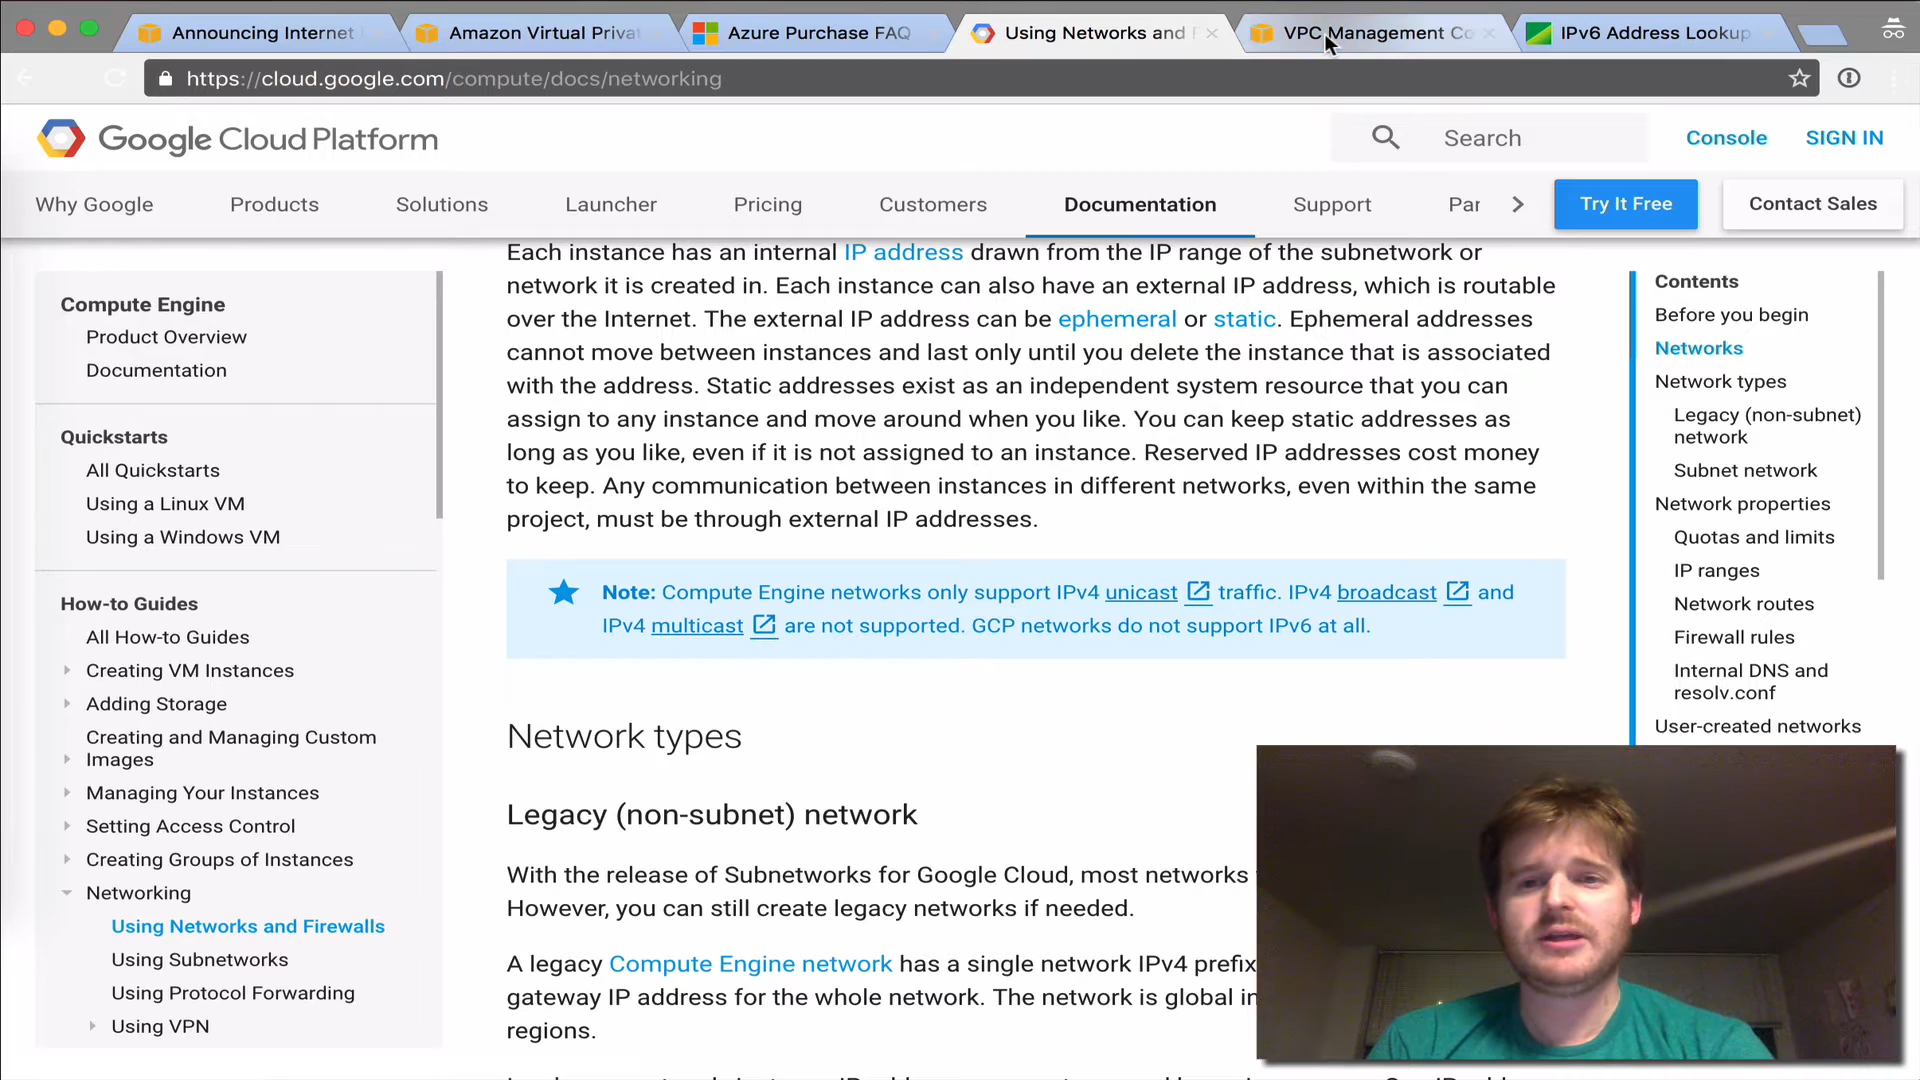 Announcing Internet
Amazon Virtual Priva
Azure Purchase FAQ
Using Networks and F
VPC Management Co
IPv6 Address Lookup
https://cloud.google.com/compute/docs/networking
Google Cloud Platform
Search
Console
SIGN IN
Why Google
Products
Solutions
Launcher
Pricing
Customers
Documentation
Support
Par
Try It Free
Contact Sales
Compute Engine
Product Overview
Documentation
Quickstarts
All Quickstarts
Using a Linux VM
Using a Windows VM
How-to Guides
All How-to Guides
Creating VM Instances
Adding Storage
Creating and Managing Custom
Images
Managing Your Instances
Setting Access Control
Creating Groups of Instances
Networking
Using Networks and Firewalls
Using Subnetworks
Using Protocol Forwarding
Using VPN
Each instance has an internal IP address drawn from the IP range of the subnetwork or
network it is created in. Each instance can also have an external IP address, which is routable
over the Internet. The external IP address can be ephemeral or static. Ephemeral addresses
cannot move between instances and last only until you delete the instance that is associated
with the address. Static addresses exist as an independent system resource that you can
assign to any instance and move around when you like. You can keep static addresses as
long as you like, even if it is not assigned to an instance. Reserved IP addresses cost money
to keep. Any communication between instances in different networks, even within the same
project, must be through external IP addresses.
Note: Compute Engine networks only support IPv4 unicast traffic. IPv4 broadcast and
IPv4 multicast are not supported. GCP networks do not support IPv6 at all.
Network types
Legacy (non-subnet) network
With the release of Subnetworks for Google Cloud, most networks
However, you can still create legacy networks if needed.
A legacy Compute Engine network has a single network IPv4 prefix
gateway IP address for the whole network. The network is global in
regions.
Contents
Before you begin
Networks
Network types
Legacy (non-subnet)
network
Subnet network
Network properties
Quotas and limits
IP ranges
Network routes
Firewall rules
Internal DNS and
resolv.conf
User-created networks